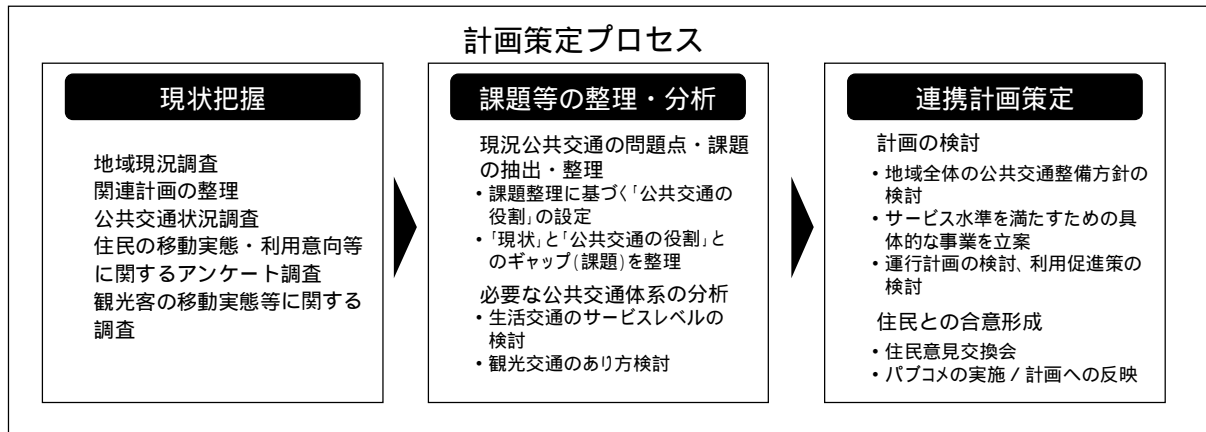 計画策定プロセス
現状把握
地域現況調査
関連計画の整理
公共交通状況調査
住民の移動実態・利用意向等
に関するアンケート調査
観光客の移動実態等に関する
調査
課題等の整理・分析
現況公共交通の問題点・課題
の抽出・整理
・課題整理に基づく「公共交通の
役割」の設定
・「現状」と「公共交通の役割」と
のギャップ(課題)を整理
必要な公共交通体系の分析
・生活交通のサービスレベルの
検討
・観光交通のあり方検討
連携計画策定
計画の検討
・地域全体の公共交通整備方針の
検討
・サービス水準を満たすための具
体的な事業を立案
・運行計画の検討、利用促進策の
検討
住民との合意形成
・住民意見交換会
・パブコメの実施/計画への反映